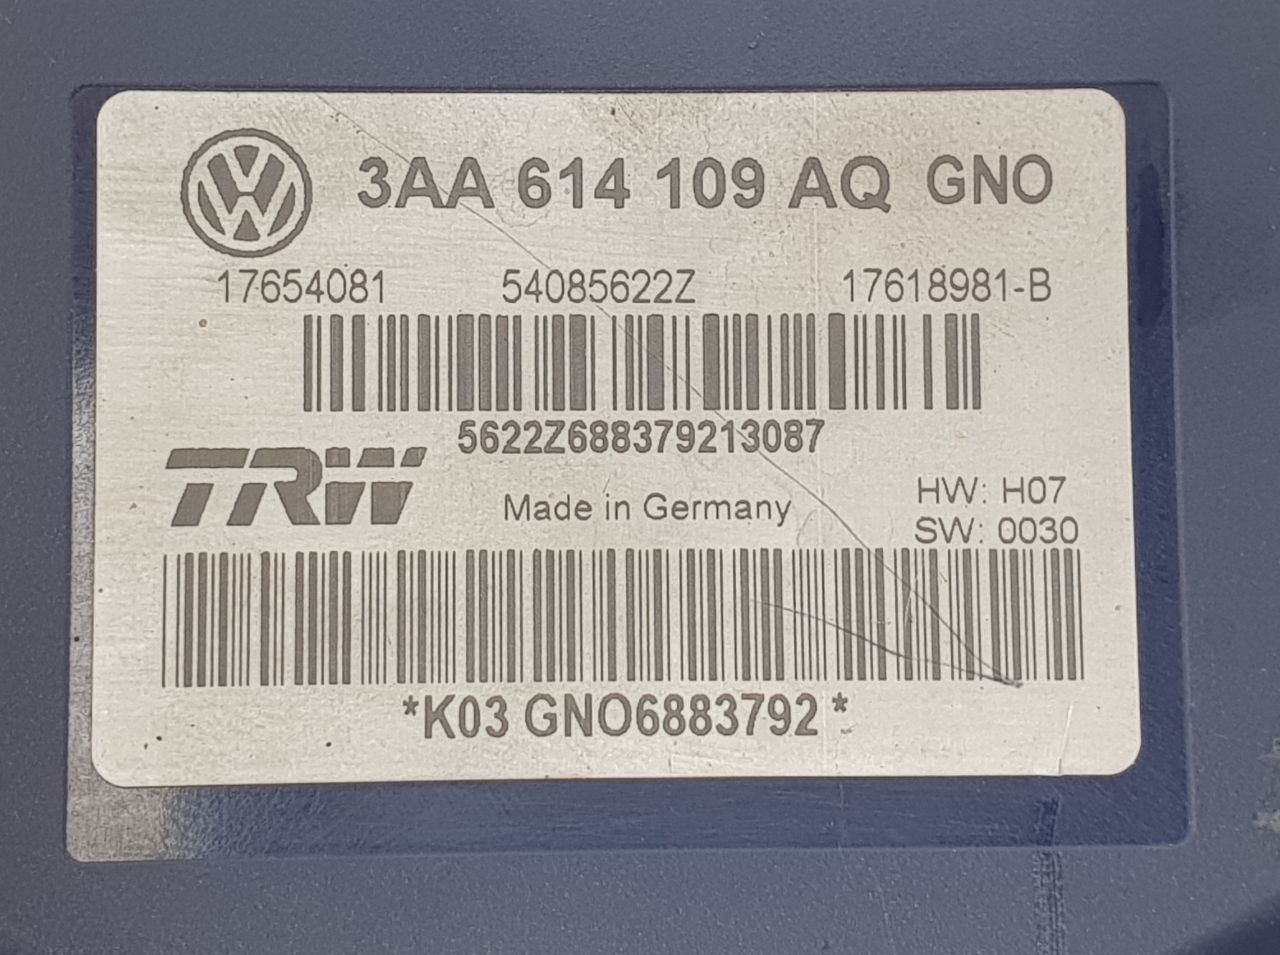 3AA 614 109 AQ GNO
17654081 54085622Z 17618981-B
5622Z688379213087
TRW
Made in Germany
HW: H07
SW: 0030
*K03 GNO6883792*